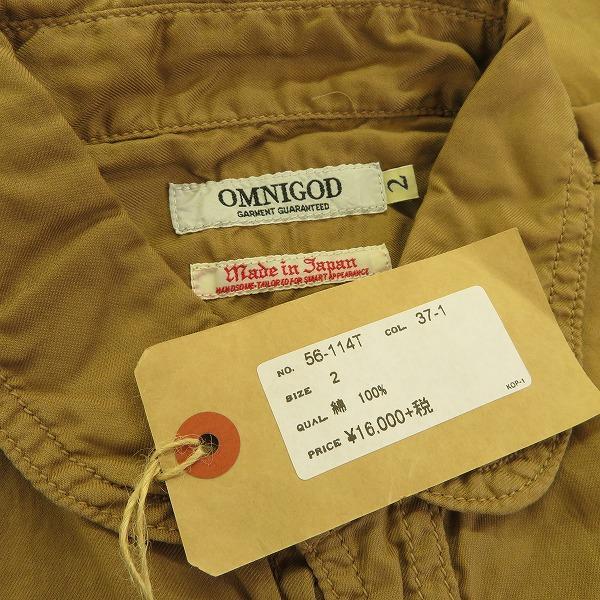 OMNIGOD
GARMENT GUARANTEED
2
Made in Japan
HANDSOME-TAILORED FOR SMART APPEARANCE
NO. 56-114T COL 37-1
SIZE 2
QUAL 綿 100%
PRICE ¥16,000+税
KOP-1